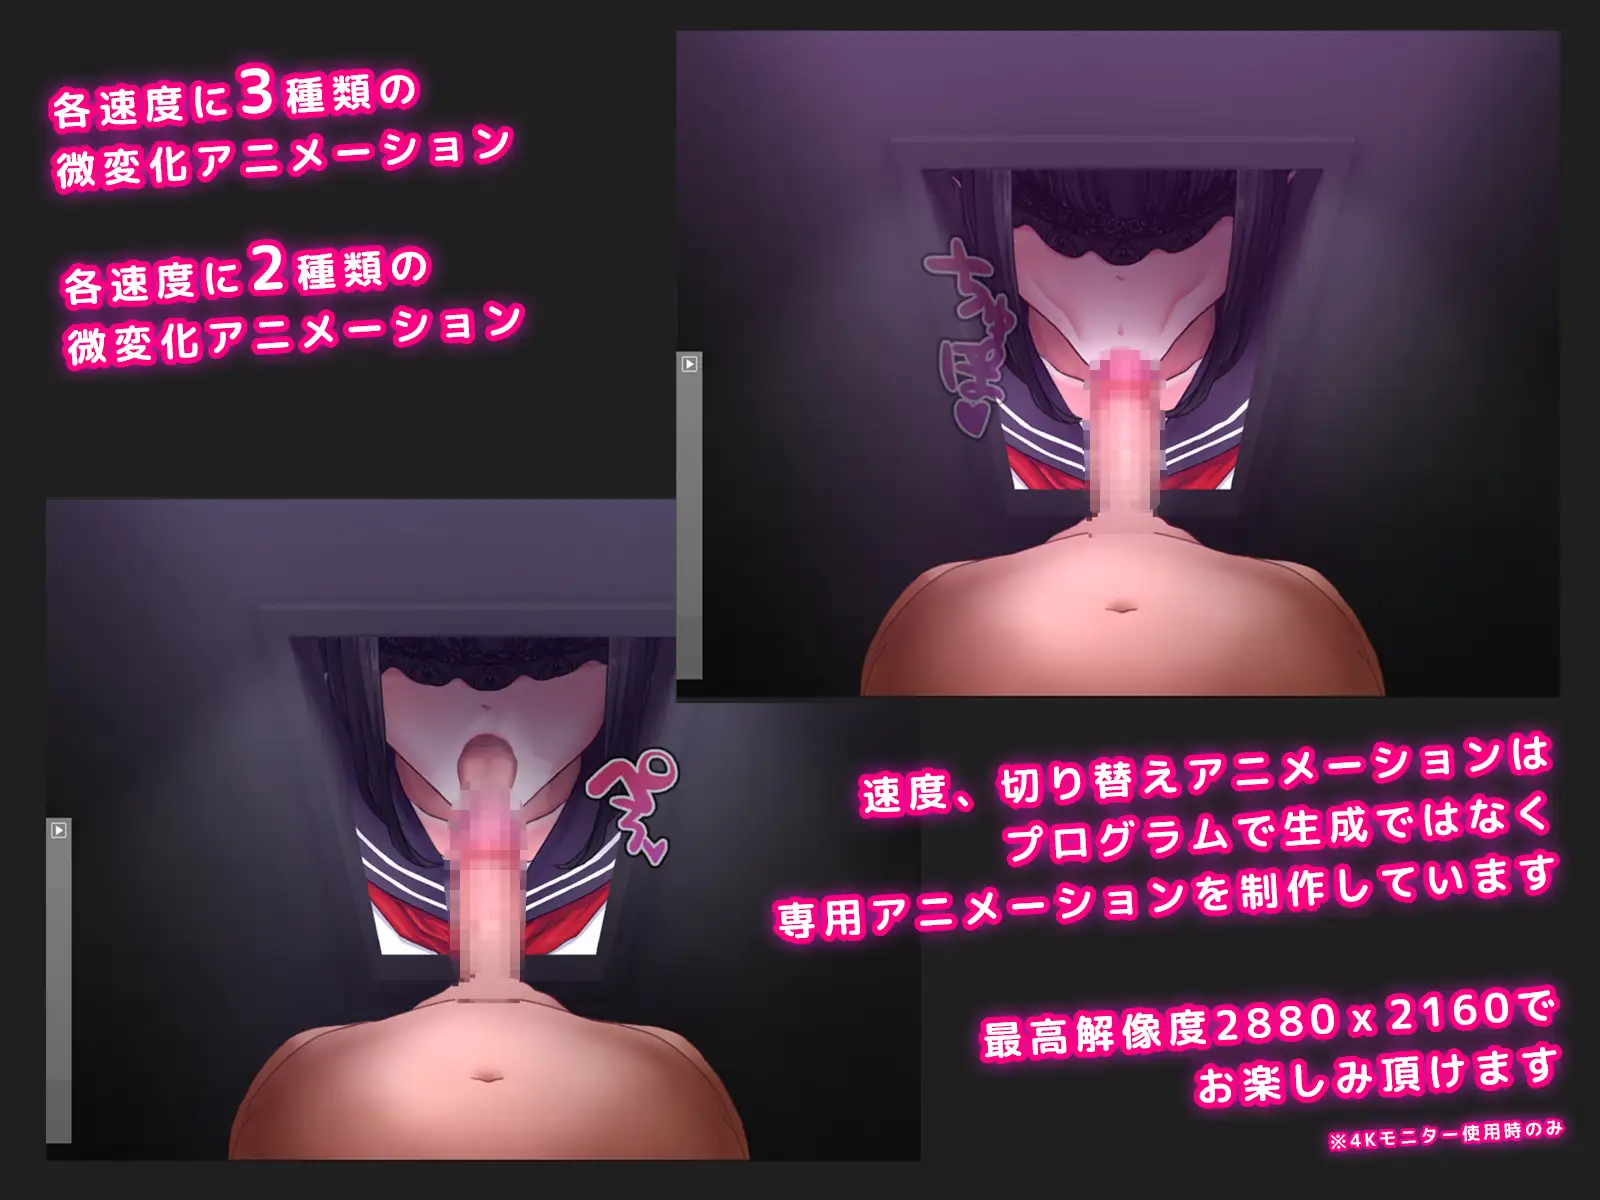 各速度に3種類の
微変化アニメーション
各速度に2種類の
微変化アニメーション
ちゅぽ♥
ペろ～
速度、切り替えアニメーションは
プログラムで生成ではなく
専用アニメーションを制作しています
最高解像度2880x2160で
お楽しみ頂けます
※4Kモニター使用時のみ